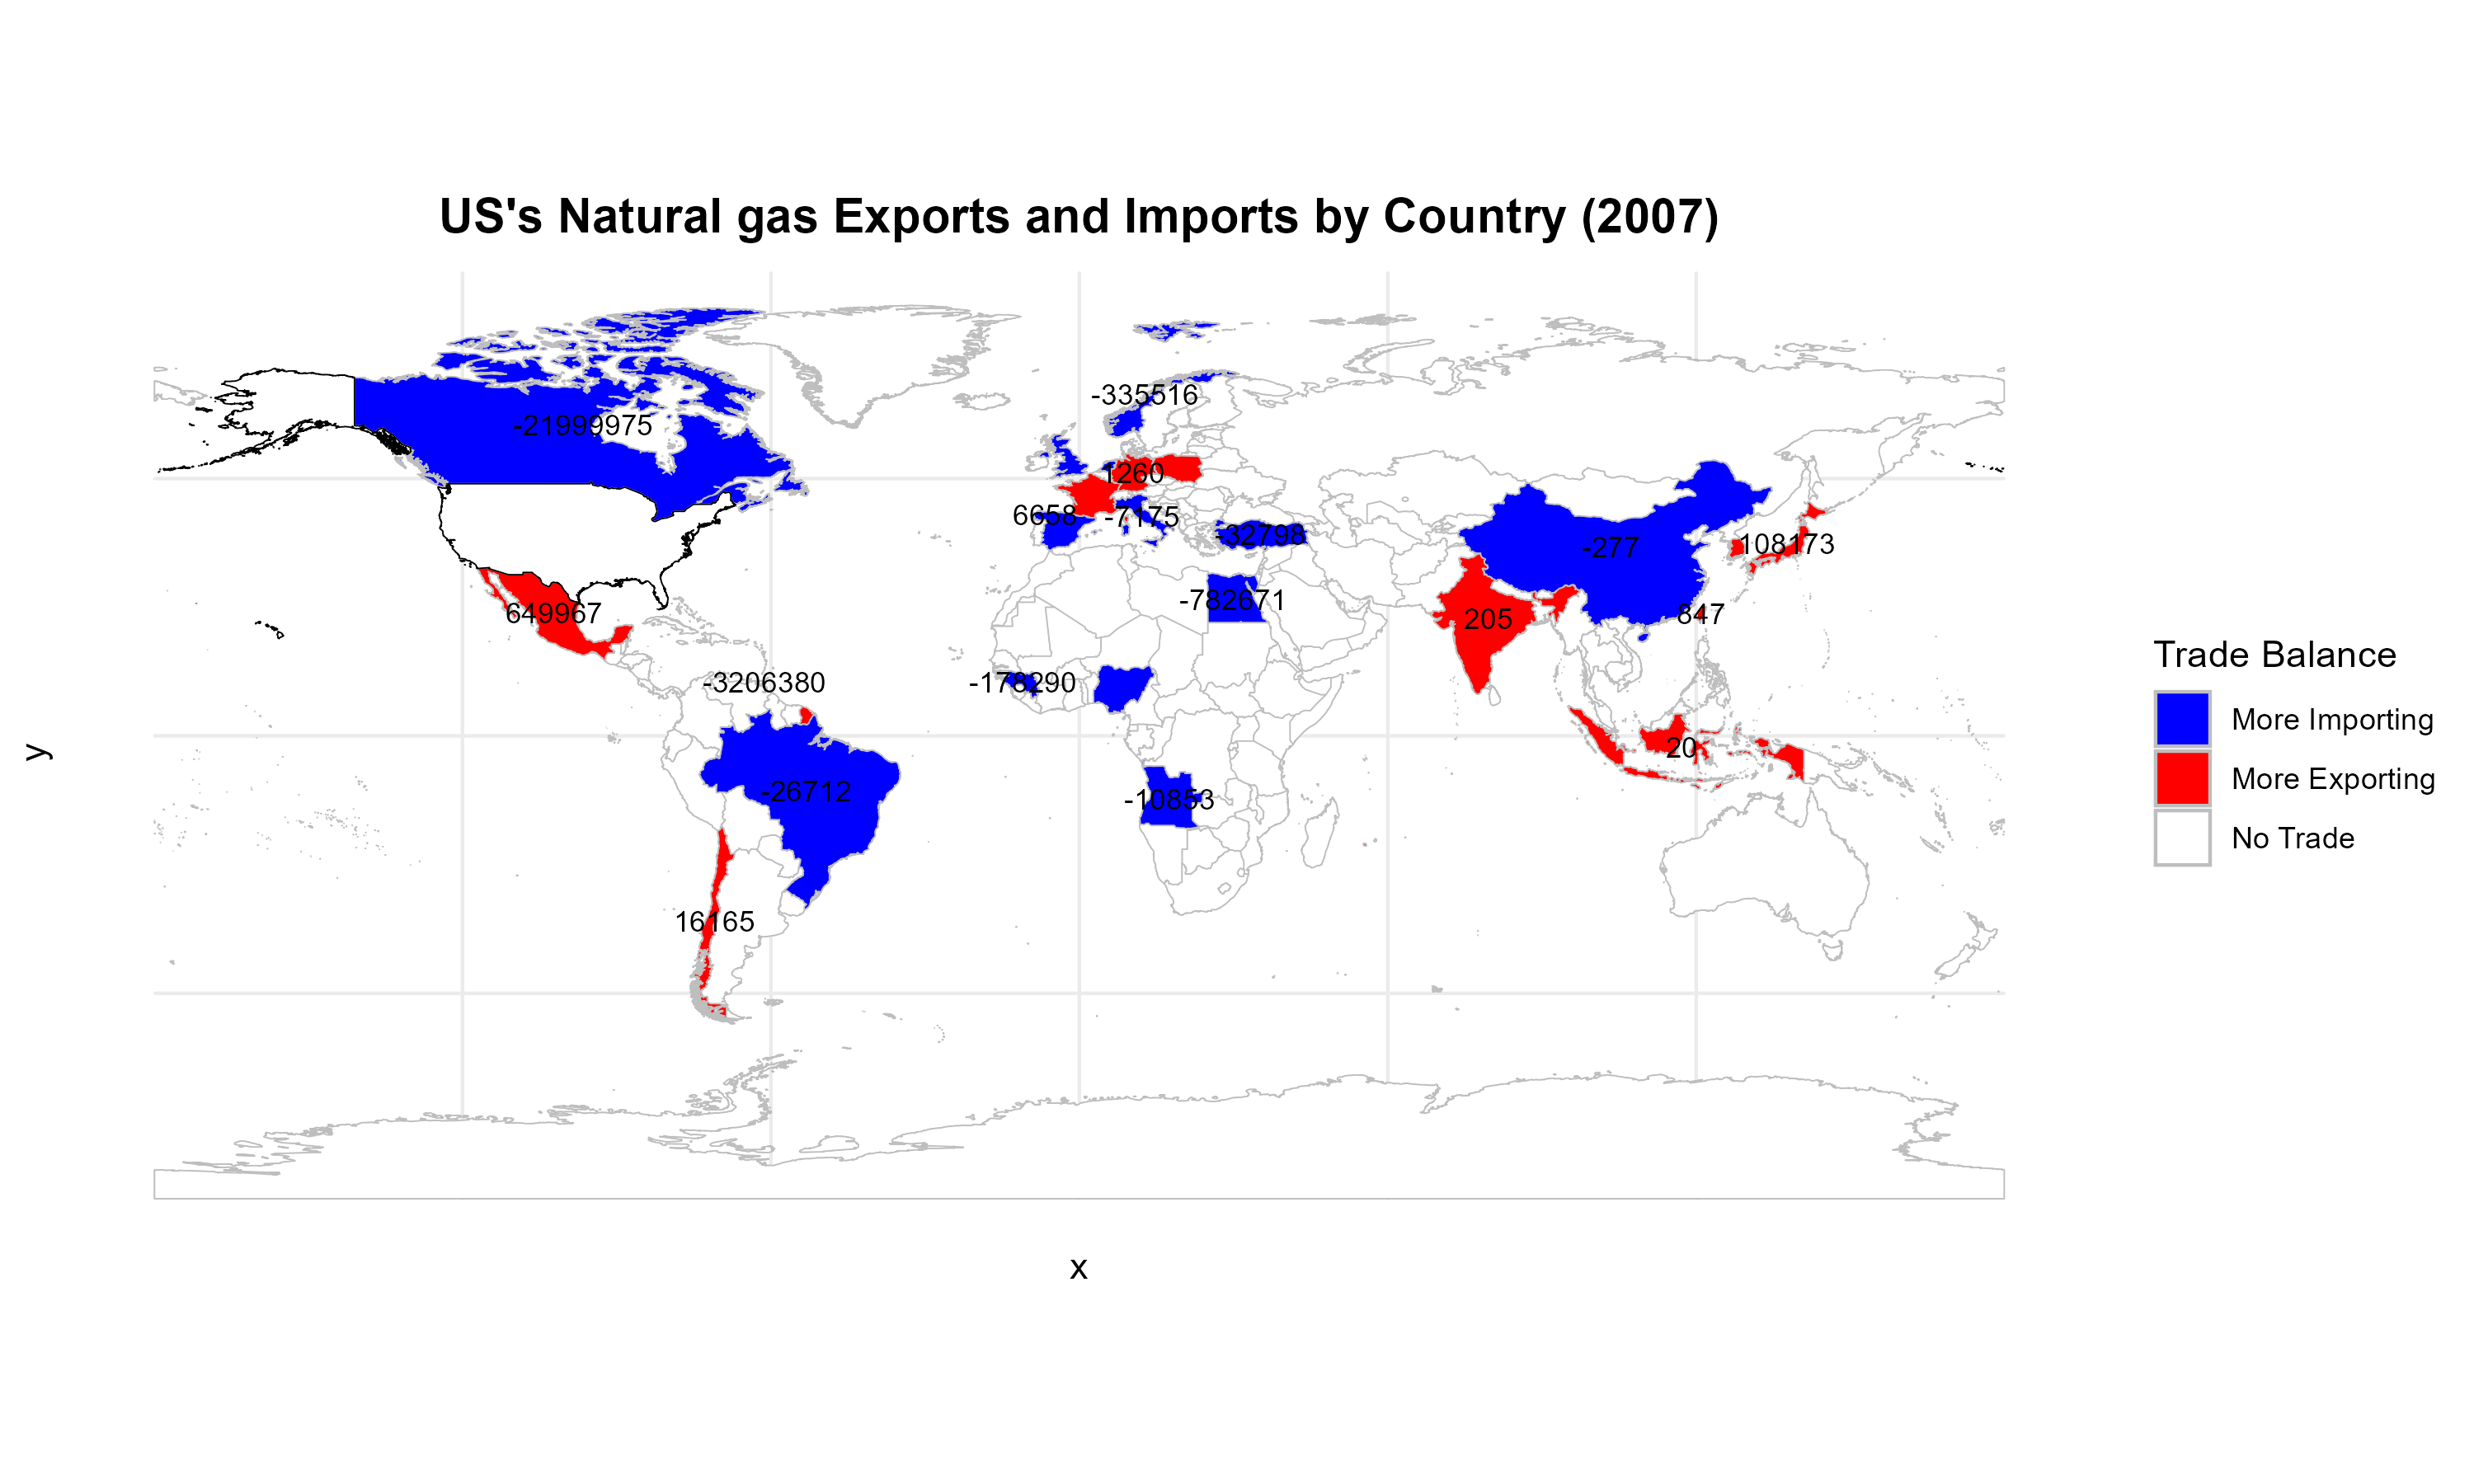 US's Natural gas Exports and Imports by Country (2007)
-335516
-21999975
1260
6658
-7175
-32798
-277
108173
-782671
649967
205
847
-3206380
-178290
20
-26712
-10853
16165
y
x
Trade Balance
More Importing
More Exporting
No Trade